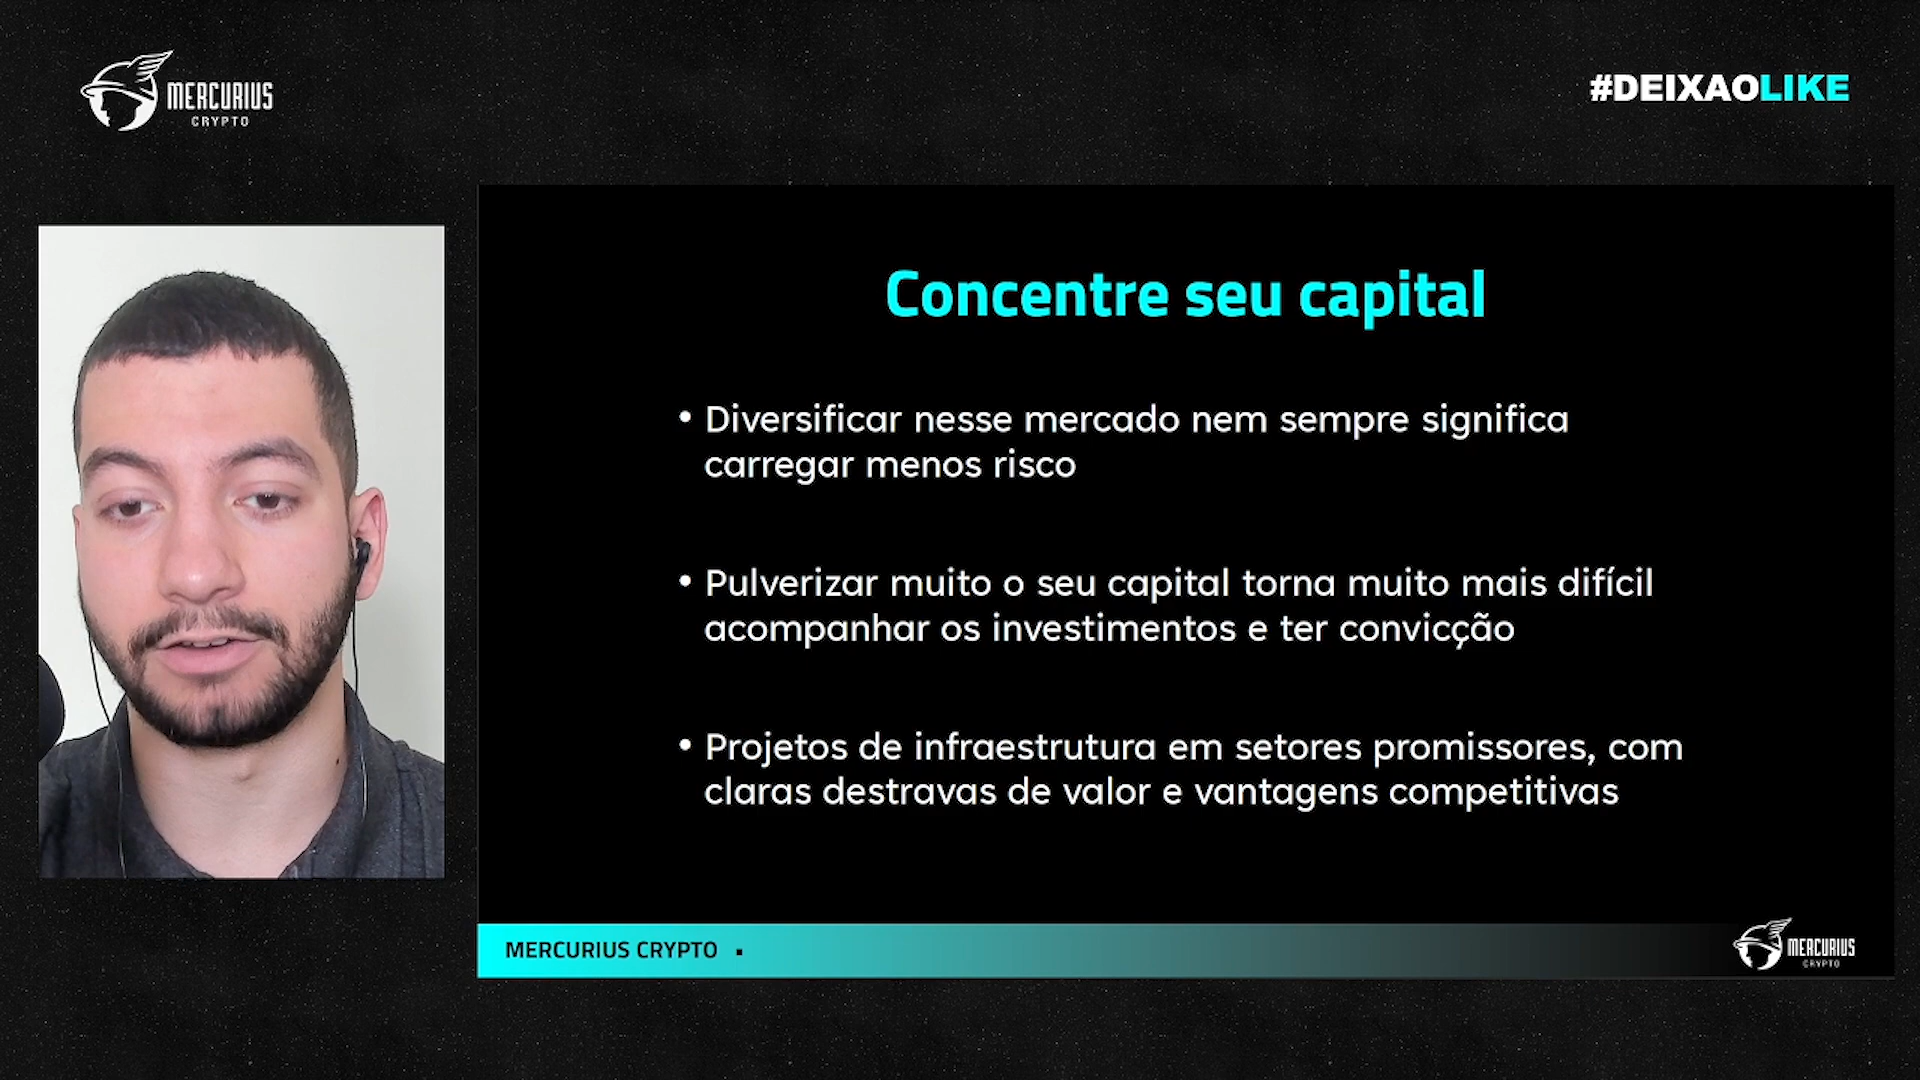 MERCURIUS
CRYPTO
#DEIXAOLIKE
Concentre seu capital
• Diversificar nesse mercado nem sempre significa
carregar menos risco
• Pulverizar muito o seu capital torna muito mais difícil
acompanhar os investimentos e ter convicção
• Projetos de infraestrutura em setores promissores, com
claras destravas de valor e vantagens competitivas
MERCURIUS CRYPTO
MERCURIUS
CRYPTO